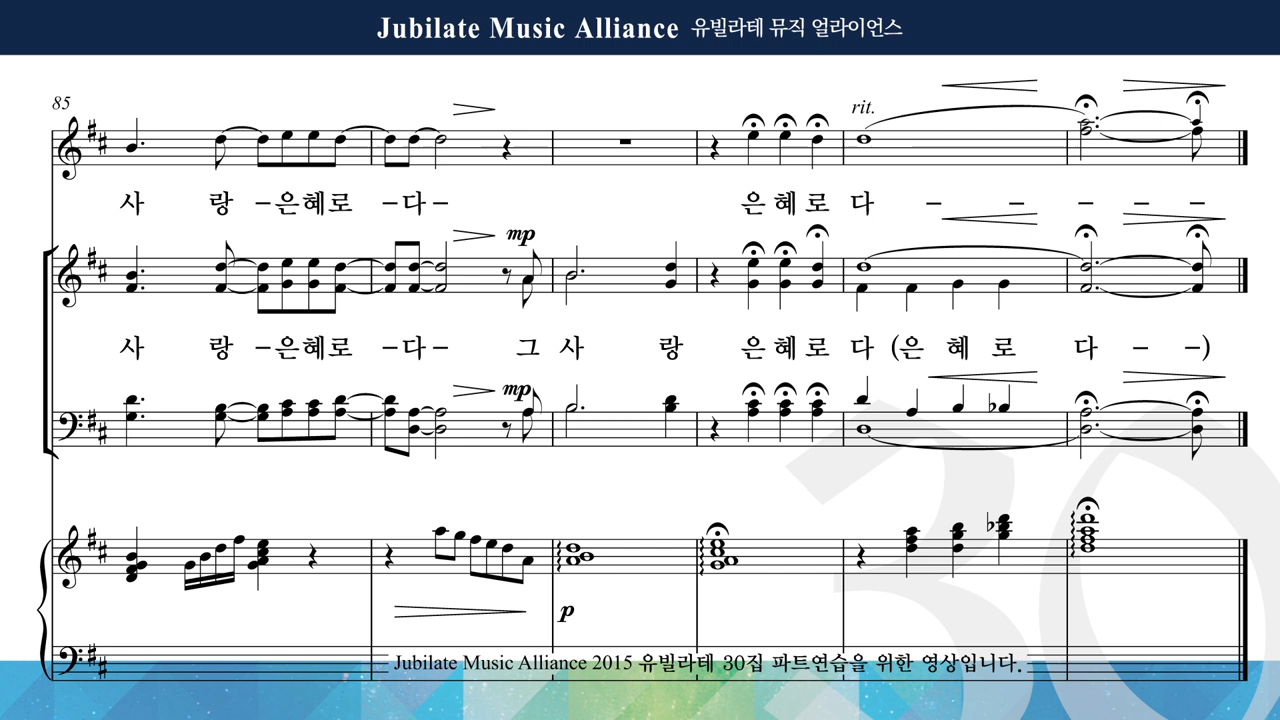 Jubilate Music Alliance 유빌라테 뮤직 얼라이언스
85
rit.
사 랑 –은혜로 –다– 은 혜 로 다 – – – – –
mp
사 랑 –은혜로 –다– 그 사 랑 은 혜 로 다 (은 혜 로 다 – –)
mp
p
Jubilate Music Alliance 2015 유빌라테 30집 파트연습을 위한 영상입니다.
30